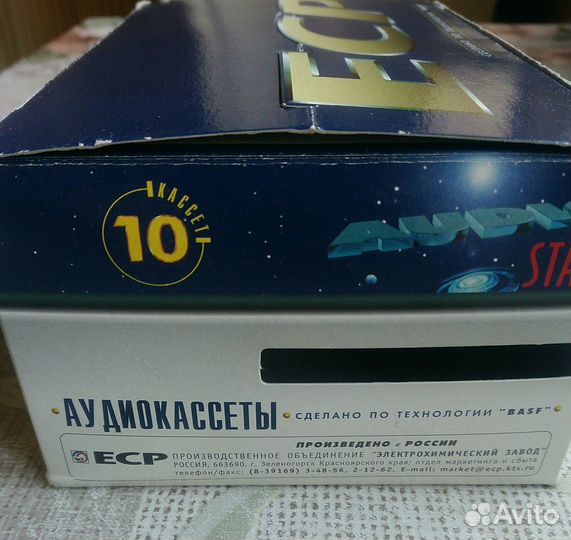 ECP
КАССЕТ
10
AUDI
STA
АУДИОКАССЕТЫ • СДЕЛАНО ПО ТЕХНОЛОГИИ "BASF"
ПРОИЗВЕДЕНО в РОССИИ
ECP ПРОИЗВОДСТВЕННОЕ ОБЪЕДИНЕНИЕ "ЭЛЕКТРОХИМИЧЕСКИЙ ЗАВОД"
РОССИЯ, 663690, г. Зеленогорск Красноярского края; отдел маркетинга и сбыта
телефон/факс: (8-39169) 3-48-56, 2-12-62, E-mail: market@ecp.kts.ru
Avito